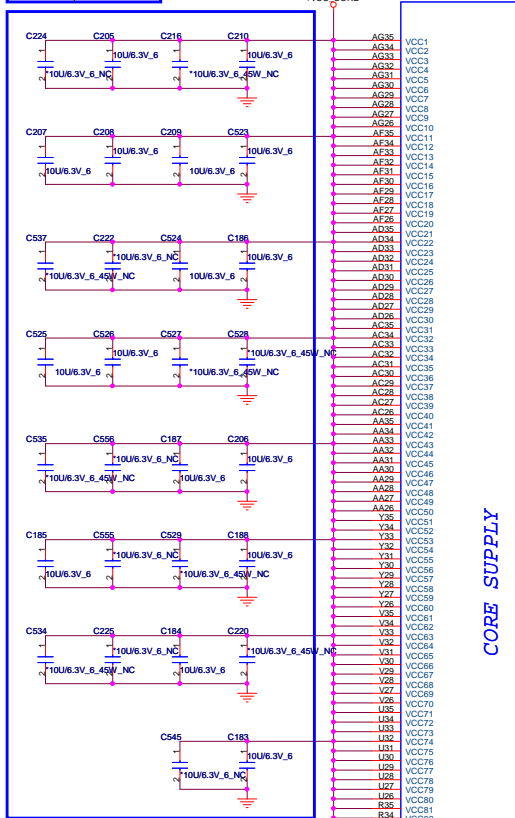 C224 C205 C216 C210
10U/6.3V_6 10U/6.3V_6
*10U/6.3V_6_NC *10U/6.3V_6_45W_NC
C207 C208 C209 C523
10U/6.3V_6 10U/6.3V_6
10U/6.3V_6 10U/6.3V_6
C537 C222 C524 C186
*10U/6.3V_6_NC 10U/6.3V_6
*10U/6.3V_6_45W_NC 10U/6.3V_6
C525 C526 C527 C528
10U/6.3V_6 *10U/6.3V_6_45W_NC
10U/6.3V_6 *10U/6.3V_6_45W_NC
C535 C556 C187 C206
*10U/6.3V_6_NC 10U/6.3V_6
*10U/6.3V_6_45W_NC 10U/6.3V_6
C185 C555 C529 C188
*10U/6.3V_6_NC 10U/6.3V_6
10U/6.3V_6 *10U/6.3V_6_45W_NC
C534 C225 C184 C220
*10U/6.3V_6_NC *10U/6.3V_6_45W_NC
*10U/6.3V_6_45W_NC 10U/6.3V_6
C545 C183
10U/6.3V_6
*10U/6.3V_6_NC
AG35 VCC1
AG34 VCC2
AG33 VCC3
AG32 VCC4
AG31 VCC5
AG30 VCC6
AG29 VCC7
AG28 VCC8
AG27 VCC9
AG26 VCC10
AF35 VCC11
AF34 VCC12
AF33 VCC13
AF32 VCC14
AF31 VCC15
AF30 VCC16
AF29 VCC17
AF28 VCC18
AF27 VCC19
AF26 VCC20
AD35 VCC21
AD34 VCC22
AD33 VCC23
AD32 VCC24
AD31 VCC25
AD30 VCC26
AD29 VCC27
AD28 VCC28
AD27 VCC29
AD26 VCC30
AC35 VCC31
AC34 VCC32
AC33 VCC33
AC32 VCC34
AC31 VCC35
AC30 VCC36
AC29 VCC37
AC28 VCC38
AC27 VCC39
AC26 VCC40
AA35 VCC41
AA34 VCC42
AA33 VCC43
AA32 VCC44
AA31 VCC45
AA30 VCC46
AA29 VCC47
AA28 VCC48
AA27 VCC49
AA26 VCC50
Y35 VCC51
Y34 VCC52
Y33 VCC53
Y32 VCC54
Y31 VCC55
Y30 VCC56
Y29 VCC57
Y28 VCC58
Y27 VCC59
Y26 VCC60
V35 VCC61
V34 VCC62
V33 VCC63
V32 VCC64
V31 VCC65
V30 VCC66
V29 VCC67
V28 VCC68
V27 VCC69
V26 VCC70
U35 VCC71
U34 VCC72
U33 VCC73
U32 VCC74
U31 VCC75
U30 VCC76
U29 VCC77
U28 VCC78
U27 VCC79
U26 VCC80
R35 VCC81
R34
CORE SUPPLY